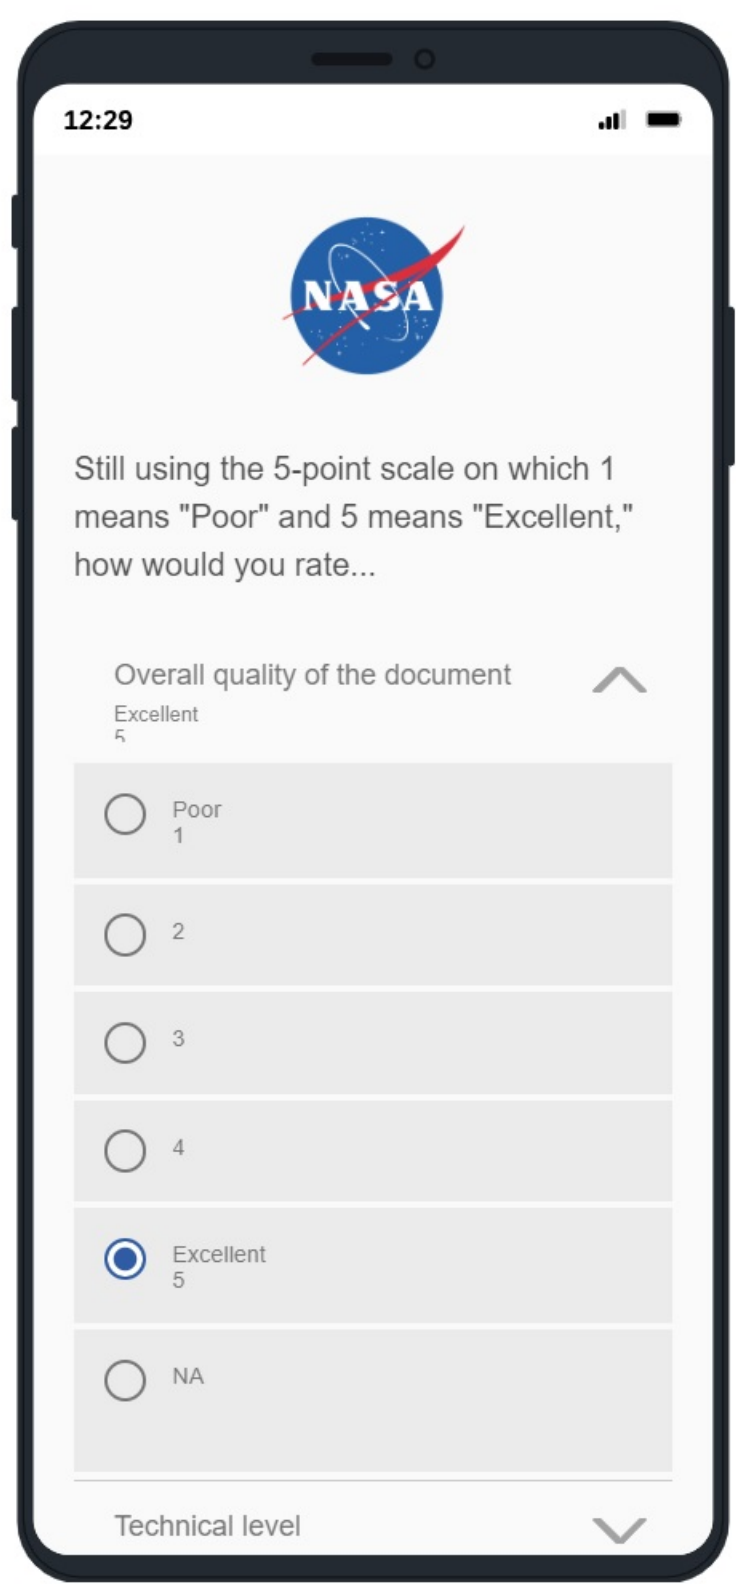 12:29
NASA
Still using the 5-point scale on which 1
means "Poor" and 5 means "Excellent,"
how would you rate...
Overall quality of the document
Excellent
5
Poor
1
2
3
4
Excellent
5
NA
Technical level